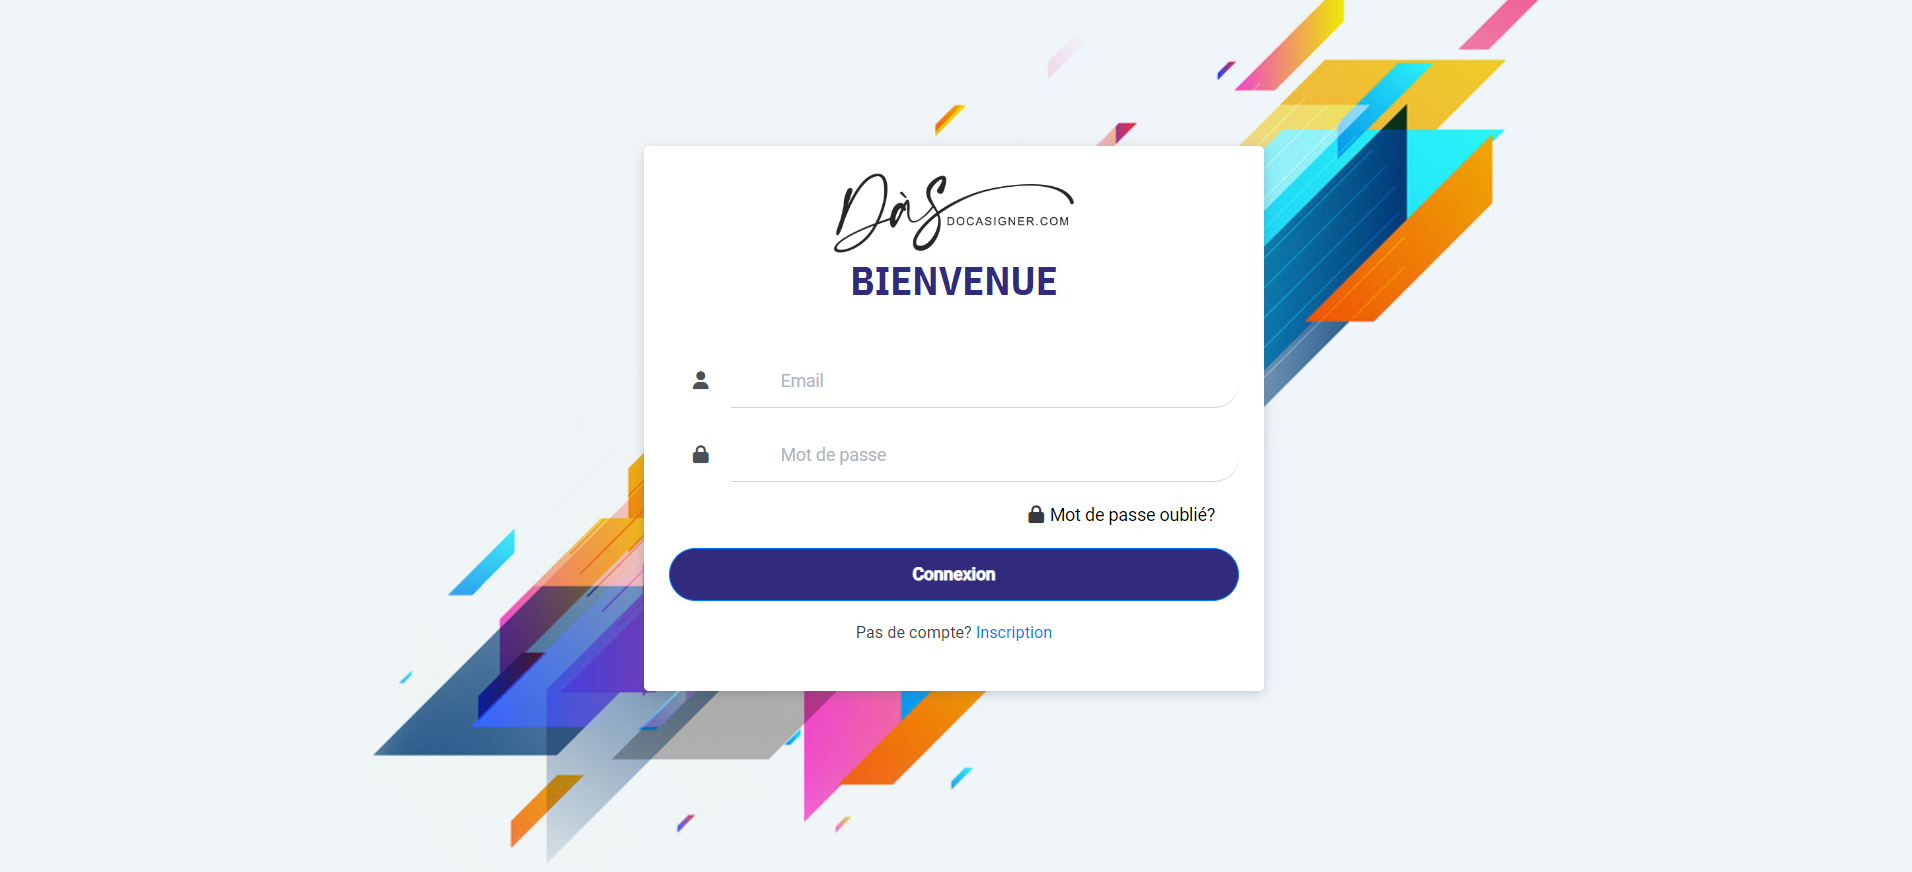 DàS
DOCASIGNER.COM
BIENVENUE
Email
Mot de passe
Mot de passe oublié?
Connexion
Pas de compte? Inscription